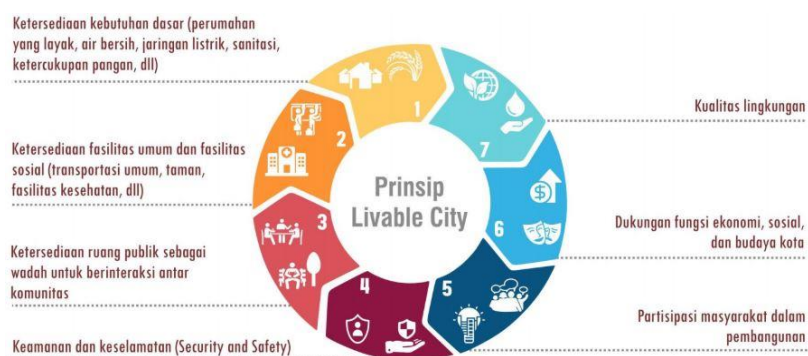 Ketersediaan kebutuhan dasar (perumahan
yang layak, air bersih, jaringan listrik, sanitasi,
ketercukupan pangan, dll)
1
2
Ketersediaan fasilitas umum dan fasilitas
sosial (transportasi umum, taman,
fasilitas kesehatan, dll)
3
Ketersediaan ruang publik sebagai
wadah untuk berinteraksi antar
komunitas
4
Keamanan dan keselamatan (Security and Safety)
Prinsip
Livable City
5
Partisipasi masyarakat dalam
pembangunan
6
Dukungan fungsi ekonomi, sosial,
dan budaya kota
7
Kualitas lingkungan